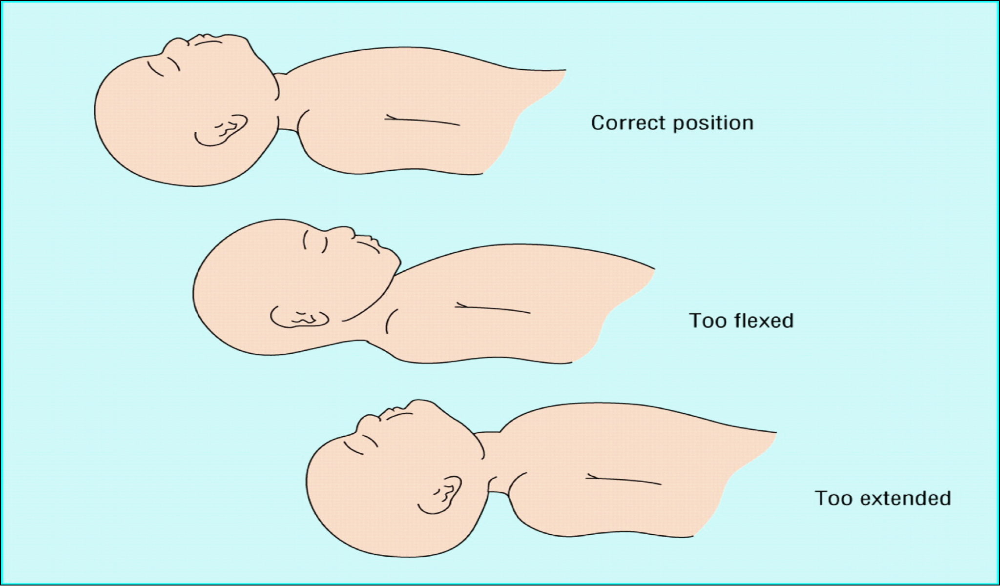 Correct position
Too flexed
Too extended